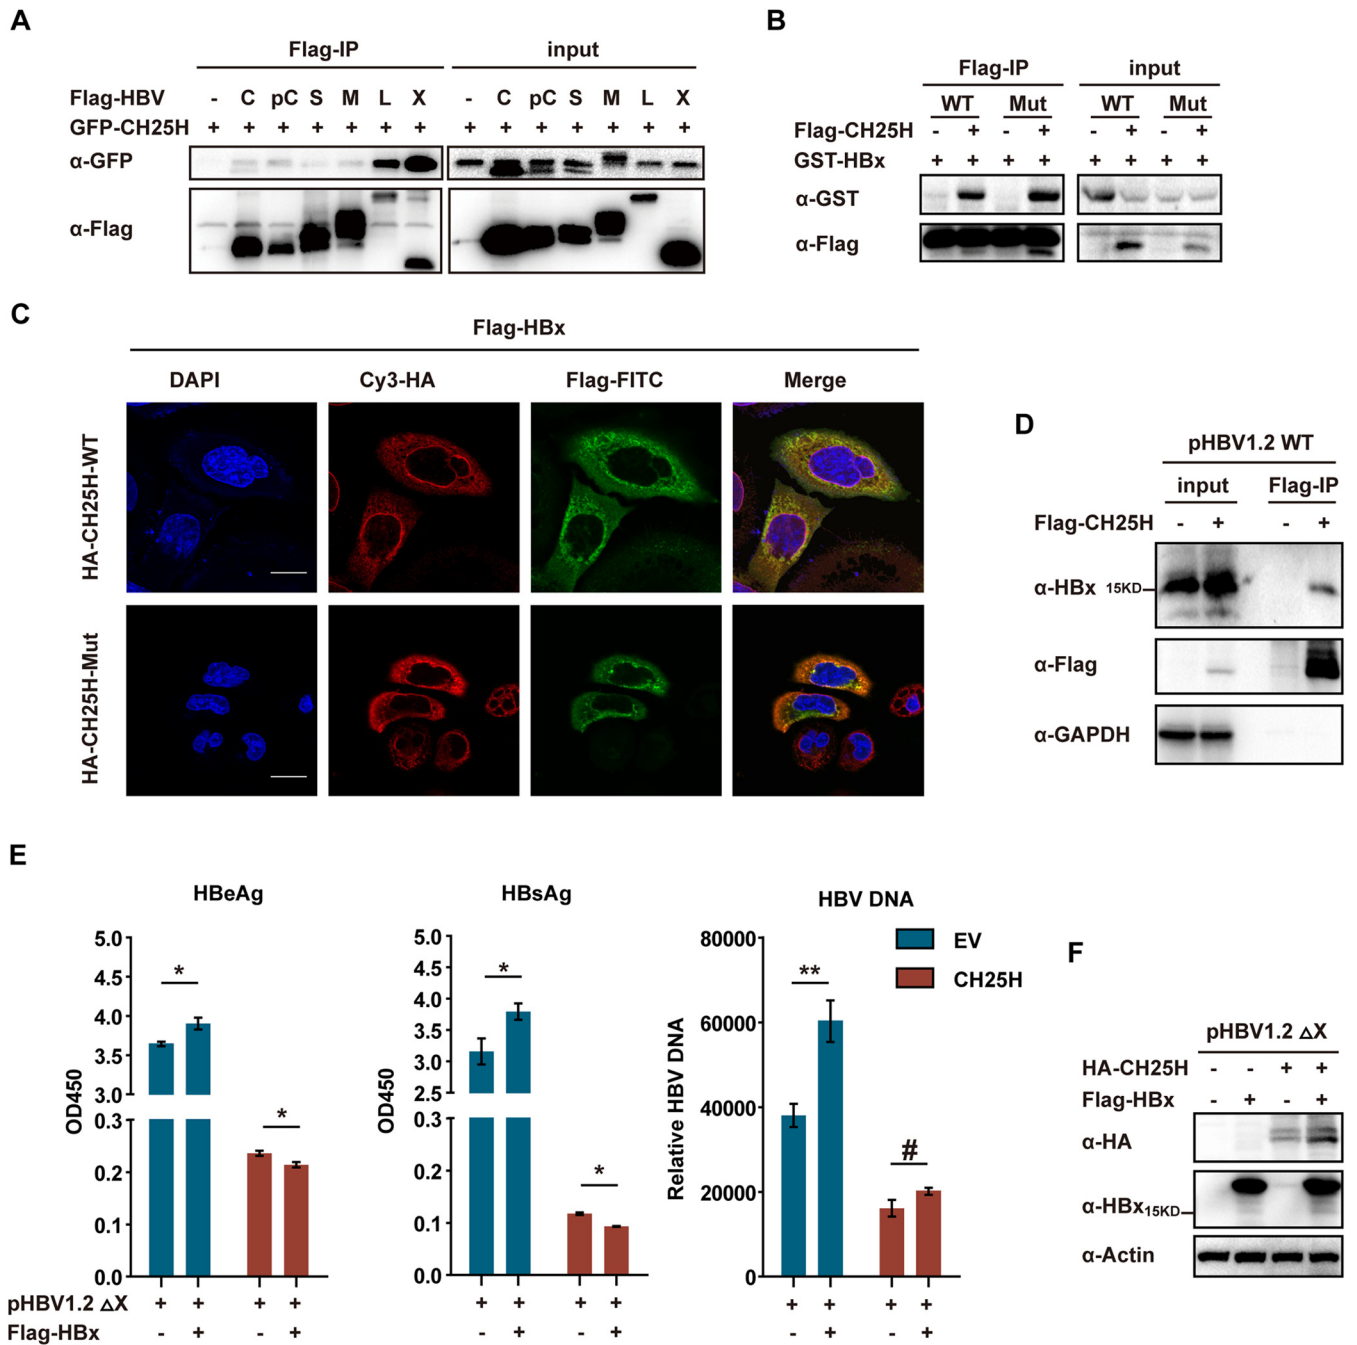 A
Flag-IP input
Flag-HBV - C pC S M L X - C pC S M L X
GFP-CH25H + + + + + + + + + + + + + +
α-GFP
α-Flag
B
Flag-IP input
WT Mut WT Mut
Flag-CH25H - + - + - + - +
GST-HBx + + + + + + + +
α-GST
α-Flag
C
Flag-HBx
DAPI Cy3-HA Flag-FITC Merge
HA-CH25H-WT
HA-CH25H-Mut
D
pHBV1.2 WT
input Flag-IP
Flag-CH25H - + - +
α-HBx 15KD
α-Flag
α-GAPDH
E
HBeAg
OD450
5.0
4.5
4.0
3.5
3.0
0.3
0.2
0.1
0.0
*
*
pHBV1.2 △X + + + +
Flag-HBx - + - +
HBsAg
OD450
5.0
4.5
4.0
3.5
3.0
2.5
0.3
0.2
0.1
0.0
*
*
+ + + +
- + - +
HBV DNA
Relative HBV DNA
80000
60000
40000
20000
0
**
#
EV
CH25H
+ + + +
- + - +
F
pHBV1.2 △X
HA-CH25H - - + +
Flag-HBx - + - +
α-HA
α-HBx 15KD
α-Actin